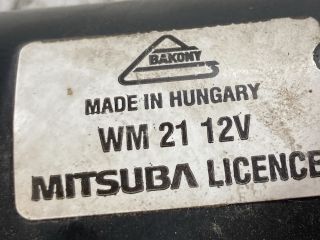 BAKONY
MADE IN HUNGARY
WM 21 12V
MITSUBA LICENCE